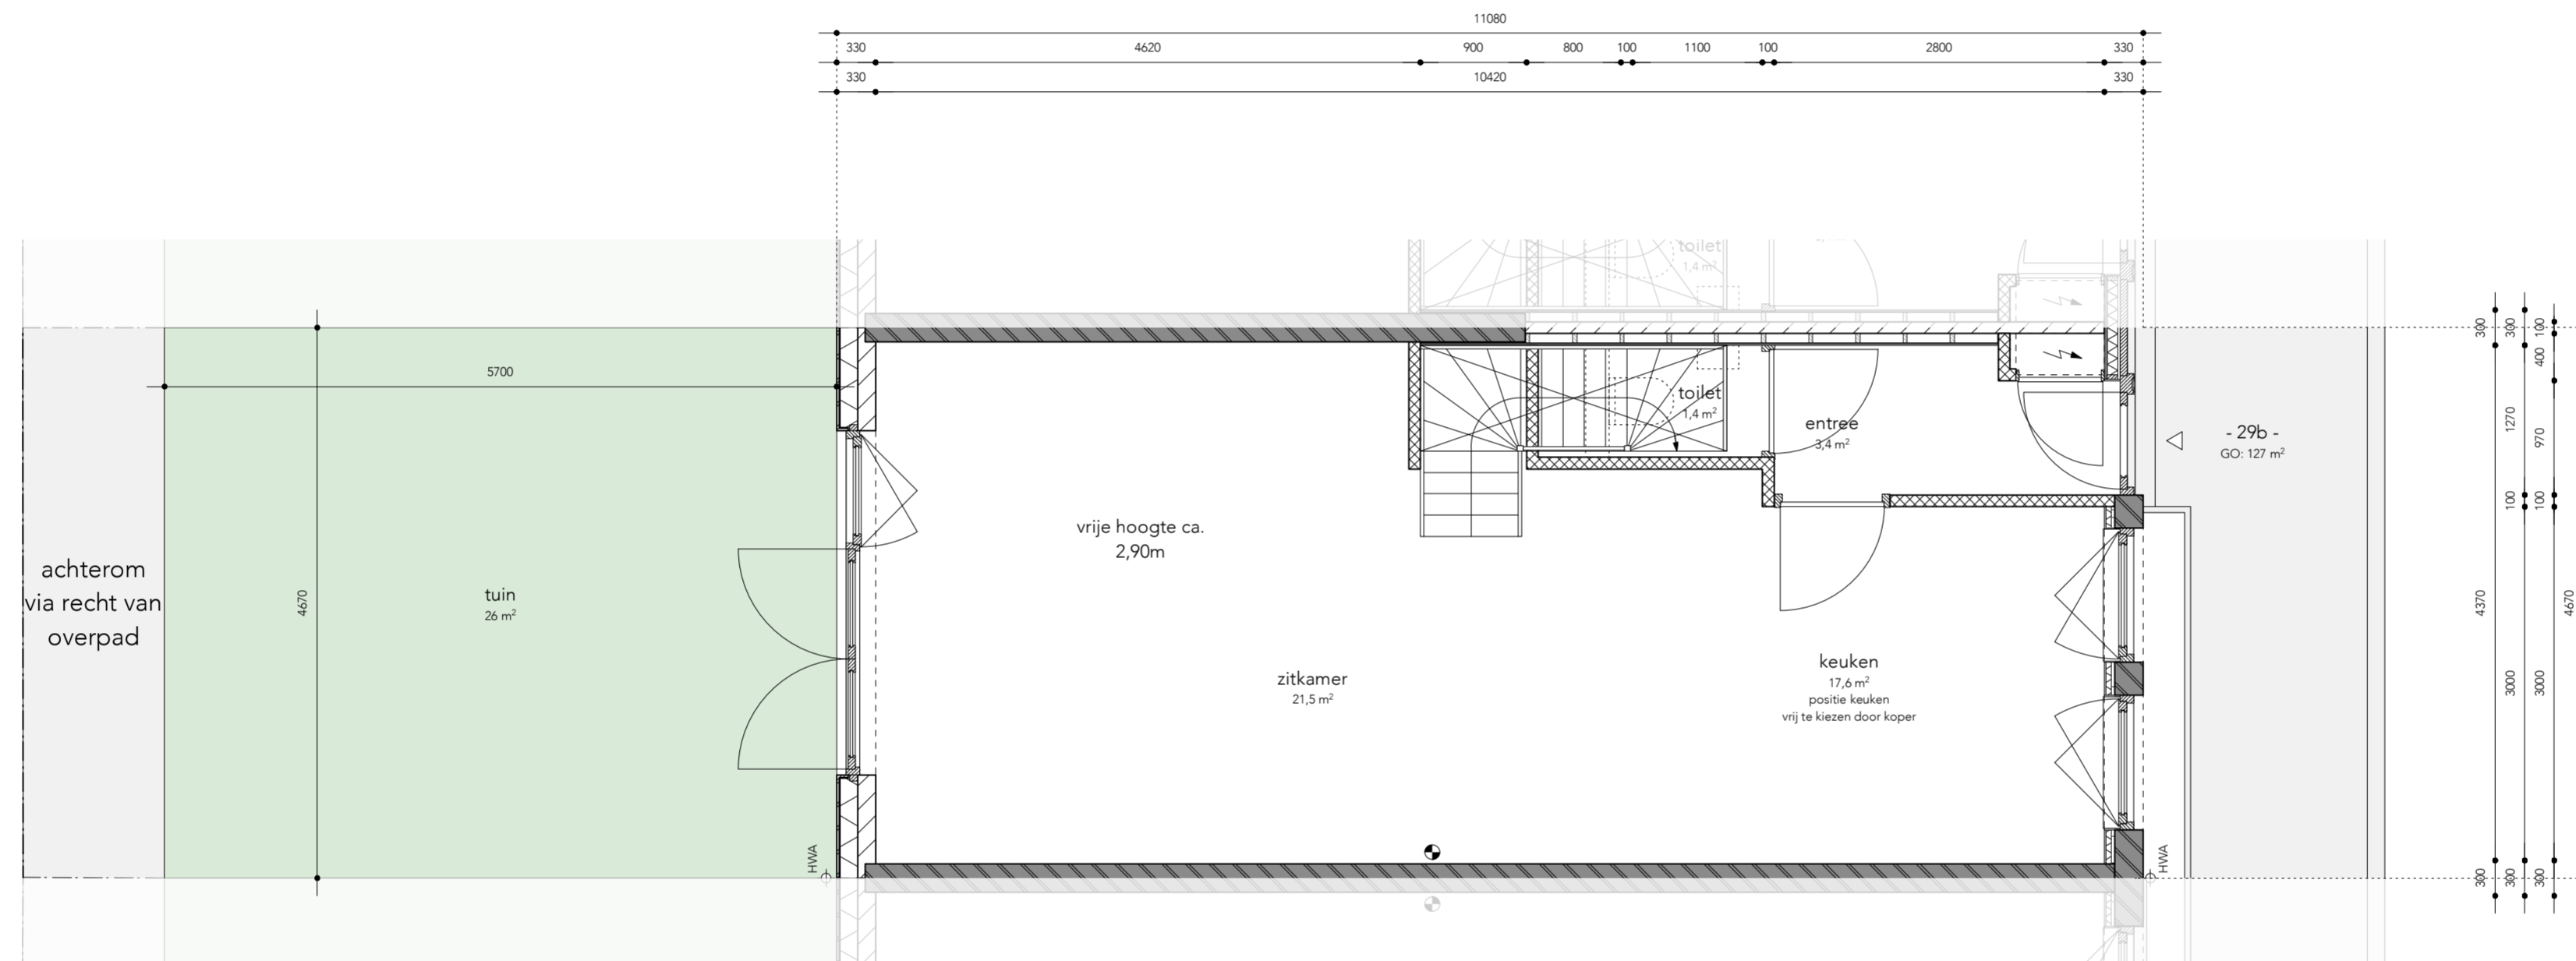 11080
330
4620
900
800
100
1100
100
2800
330
330
10420
330
toilet
1,4 m²
300
300
100
5700
400
toilet
1,4 m²
entree
3,4 m²
- 29b -
GO: 127 m²
1270
970
100
100
vrije hoogte ca.
2,90m
achterom
via recht van
overpad
4670
tuin
26 m²
4370
4670
zitkamer
21,5 m²
keuken
17,6 m²
positie keuken
vrij te kiezen door koper
3000
3000
HWA
HWA
300
300
300